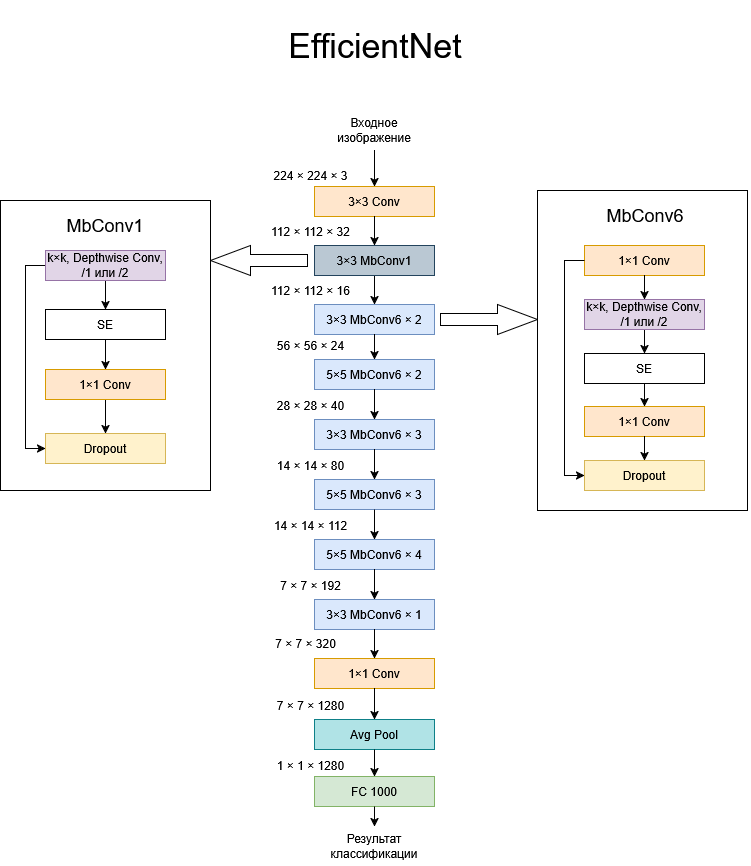 EfficientNet
Входное
изображение
224 × 224 × 3
3×3 Conv
112 × 112 × 32
3×3 MbConv1
112 × 112 × 16
3×3 MbConv6 × 2
56 × 56 × 24
5×5 MbConv6 × 2
28 × 28 × 40
3×3 MbConv6 × 3
14 × 14 × 80
5×5 MbConv6 × 3
14 × 14 × 112
5×5 MbConv6 × 4
7 × 7 × 192
3×3 MbConv6 × 1
7 × 7 × 320
1×1 Conv
7 × 7 × 1280
Avg Pool
1 × 1 × 1280
FC 1000
Результат
классификации
MbConv1
k×k, Depthwise Conv,
/1 или /2
SE
1×1 Conv
Dropout
MbConv6
1×1 Conv
k×k, Depthwise Conv,
/1 или /2
SE
1×1 Conv
Dropout